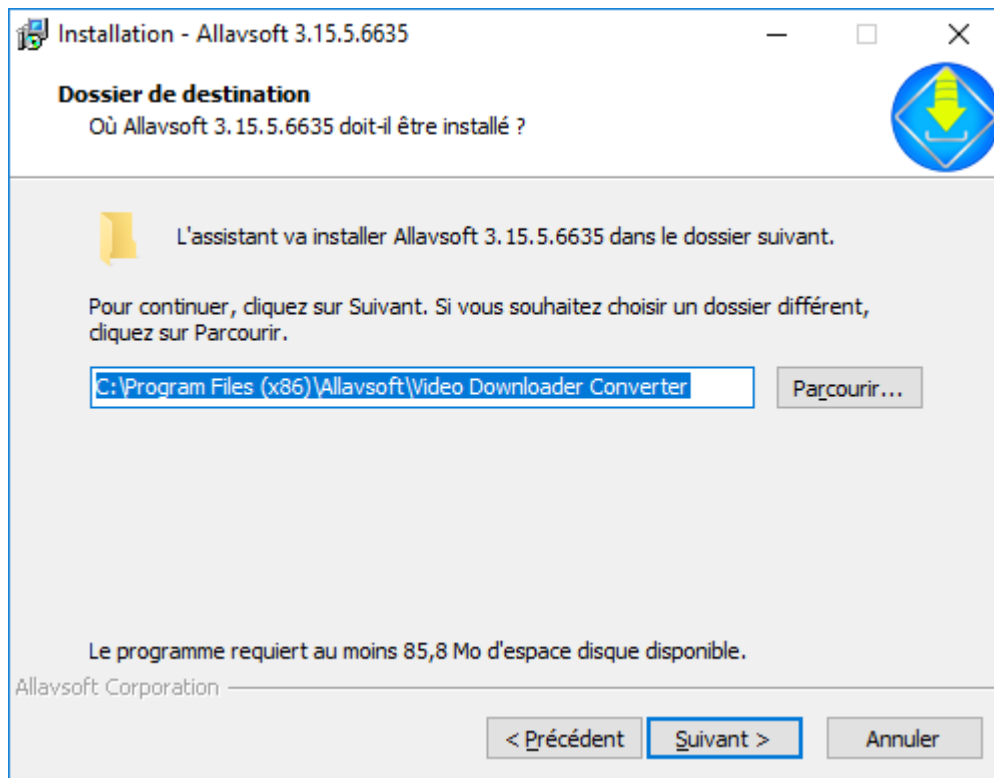 Installation - Allavsoft 3.15.5.6635
Dossier de destination
Où Allavsoft 3.15.5.6635 doit-il être installé ?
L'assistant va installer Allavsoft 3.15.5.6635 dans le dossier suivant.
Pour continuer, cliquez sur Suivant. Si vous souhaitez choisir un dossier différent,
cliquez sur Parcourir.
C:\Program Files (x86)\Allavsoft\Video Downloader Converter
Parcourir...
Le programme requiert au moins 85,8 Mo d'espace disque disponible.
Allavsoft Corporation
< Précédent
Suivant >
Annuler